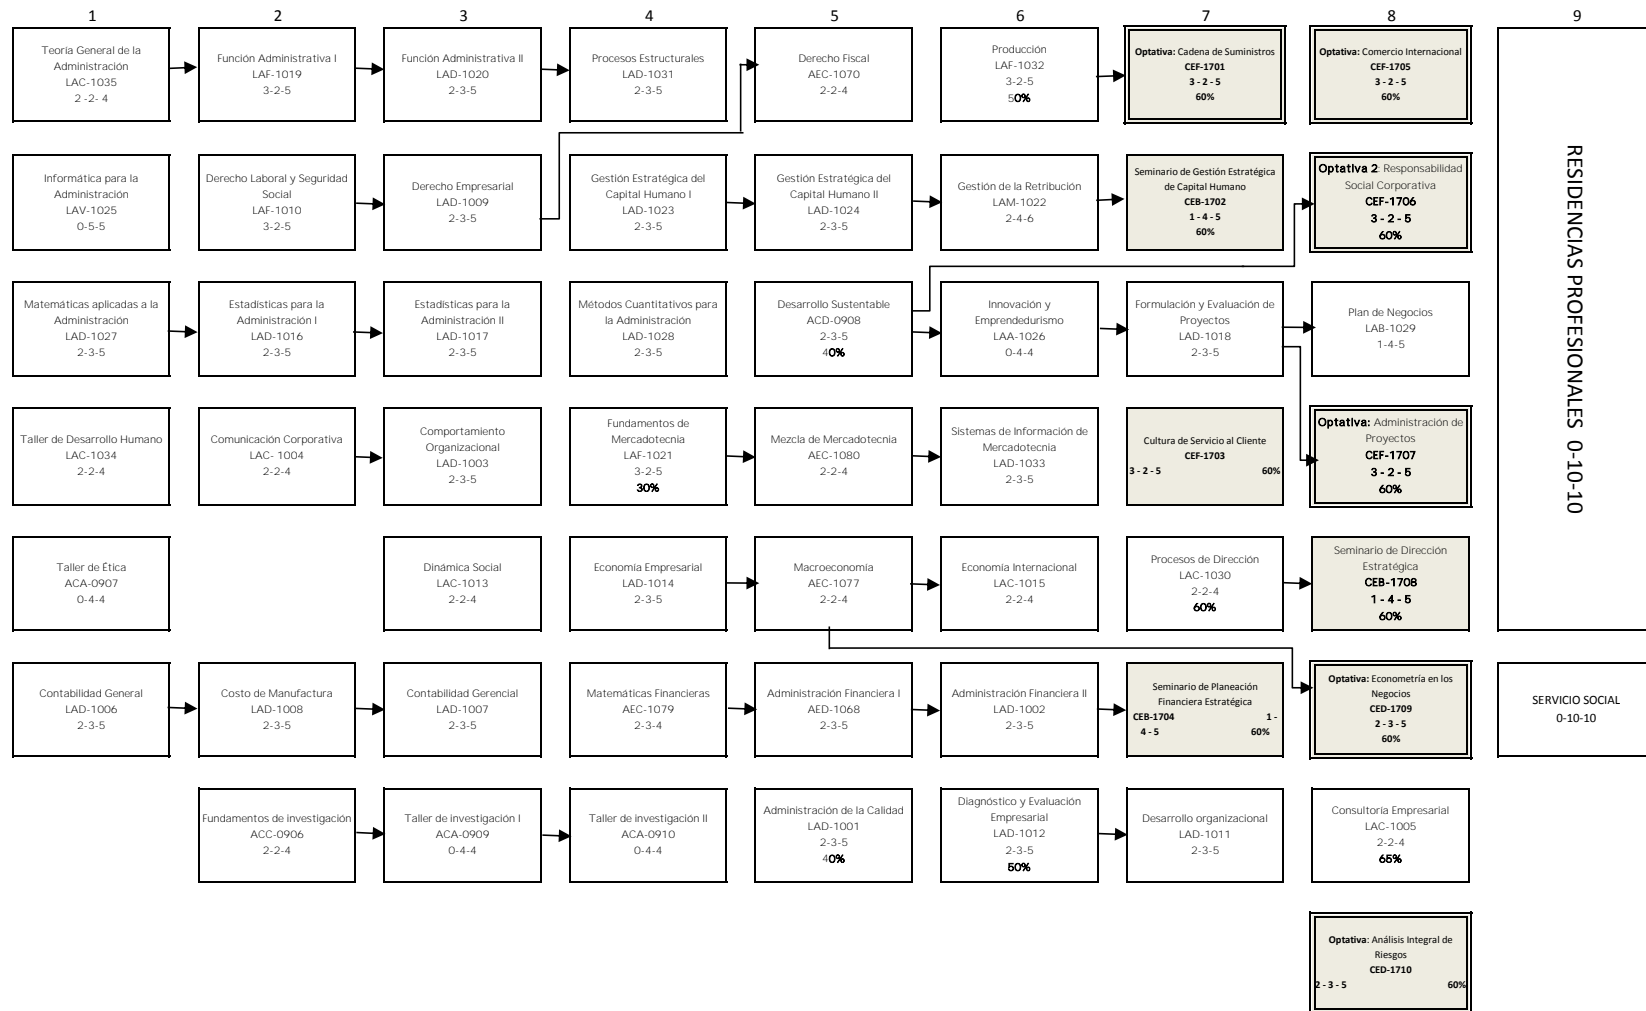 1
2
3
4
5
6
7
8
9
Teoría General de la
Administración
LAC-1035
2 -2- 4
Función Administrativa I
LAF-1019
3-2-5
Función Administrativa II
LAD-1020
2-3-5
Procesos Estructurales
LAD-1031
2-3-5
Derecho Fiscal
AEC-1070
2-2-4
Producción
LAF-1032
3-2-5
50%
Optativa: Cadena de Suministros
CEF-1701
3 - 2 - 5
60%
Optativa: Comercio Internacional
CEF-1705
3 - 2 - 5
60%
RESIDENCIAS PROFESIONALES 0-10-10
Informática para la
Administración
LAV-1025
0-5-5
Derecho Laboral y Seguridad
Social
LAF-1010
3-2-5
Derecho Empresarial
LAD-1009
2-3-5
Gestión Estratégica del
Capital Humano I
LAD-1023
2-3-5
Gestión Estratégica del
Capital Humano II
LAD-1024
2-3-5
Gestión de la Retribución
LAM-1022
2-4-6
Seminario de Gestión Estratégica
de Capital Humano
CEB-1702
1 - 4 - 5
60%
Optativa 2: Responsabilidad
Social Corporativa
CEF-1706
3 - 2 - 5
60%
Matemáticas aplicadas a la
Administración
LAD-1027
2-3-5
Estadísticas para la
Administración I
LAD-1016
2-3-5
Estadísticas para la
Administración II
LAD-1017
2-3-5
Métodos Cuantitativos para
la Administración
LAD-1028
2-3-5
Desarrollo Sustentable
ACD-0908
2-3-5
40%
Innovación y
Emprendedurismo
LAA-1026
0-4-4
Formulación y Evaluación de
Proyectos
LAD-1018
2-3-5
Plan de Negocios
LAB-1029
1-4-5
Taller de Desarrollo Humano
LAC-1034
2-2-4
Comunicación Corporativa
LAC- 1004
2-2-4
Comportamiento
Organizacional
LAD-1003
2-3-5
Fundamentos de
Mercadotecnia
LAF-1021
3-2-5
30%
Mezcla de Mercadotecnia
AEC-1080
2-2-4
Sistemas de Información de
Mercadotecnia
LAD-1033
2-3-5
Cultura de Servicio al Cliente
CEF-1703
3 - 2 - 5 60%
Optativa: Administración de
Proyectos
CEF-1707
3 - 2 - 5
60%
Taller de Ética
ACA-0907
0-4-4
Dinámica Social
LAC-1013
2-2-4
Economía Empresarial
LAD-1014
2-3-5
Macroeconomía
AEC-1077
2-2-4
Economía Internacional
LAC-1015
2-2-4
Procesos de Dirección
LAC-1030
2-2-4
60%
Seminario de Dirección
Estratégica
CEB-1708
1 - 4 - 5
60%
Contabilidad General
LAD-1006
2-3-5
Costo de Manufactura
LAD-1008
2-3-5
Contabilidad Gerencial
LAD-1007
2-3-5
Matemáticas Financieras
AEC-1079
2-3-4
Administración Financiera I
AED-1068
2-3-5
Administración Financiera II
LAD-1002
2-3-5
Seminario de Planeación
Financiera Estratégica
CEB-1704 1 -
4 - 5 60%
Optativa: Econometría en los
Negocios
CED-1709
2 - 3 - 5
60%
SERVICIO SOCIAL
0-10-10
Fundamentos de investigación
ACC-0906
2-2-4
Taller de investigación I
ACA-0909
0-4-4
Taller de investigación II
ACA-0910
0-4-4
Administración de la Calidad
LAD-1001
2-3-5
40%
Diagnóstico y Evaluación
Empresarial
LAD-1012
2-3-5
50%
Desarrollo organizacional
LAD-1011
2-3-5
Consultoría Empresarial
LAC-1005
2-2-4
65%
Optativa: Análisis Integral de
Riesgos
CED-1710
2 - 3 - 5 60%